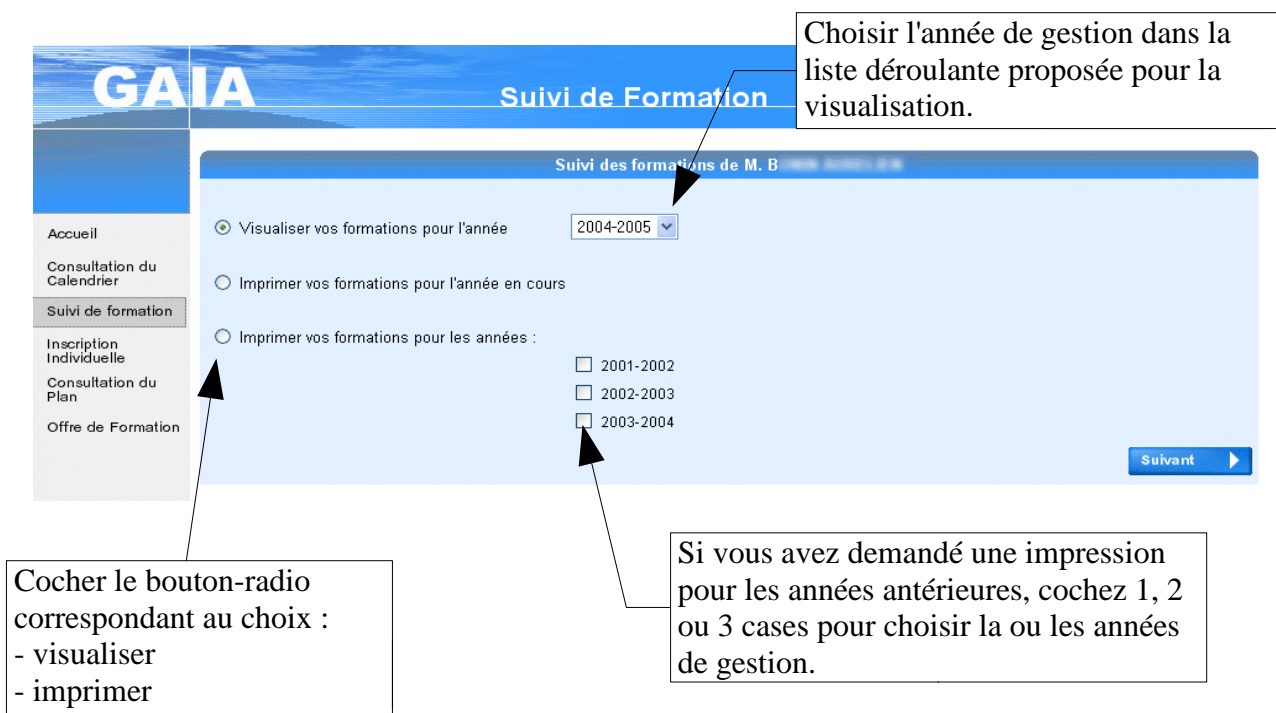 Choisir l'année de gestion dans la
liste déroulante proposée pour la
visualisation.
GAIA
Suivi de Formation
Suivi des formations de M. B
Accueil
Consultation du
Calendrier
Suivi de formation
Inscription
Individuelle
Consultation du
Plan
Offre de Formation
Visualiser vos formations pour l'année
2004-2005
Imprimer vos formations pour l'année en cours
Imprimer vos formations pour les années :
2001-2002
2002-2003
2003-2004
Suivant
Cocher le bouton-radio
correspondant au choix :
- visualiser
- imprimer
Si vous avez demandé une impression
pour les années antérieures, cochez 1, 2
ou 3 cases pour choisir la ou les années
de gestion.